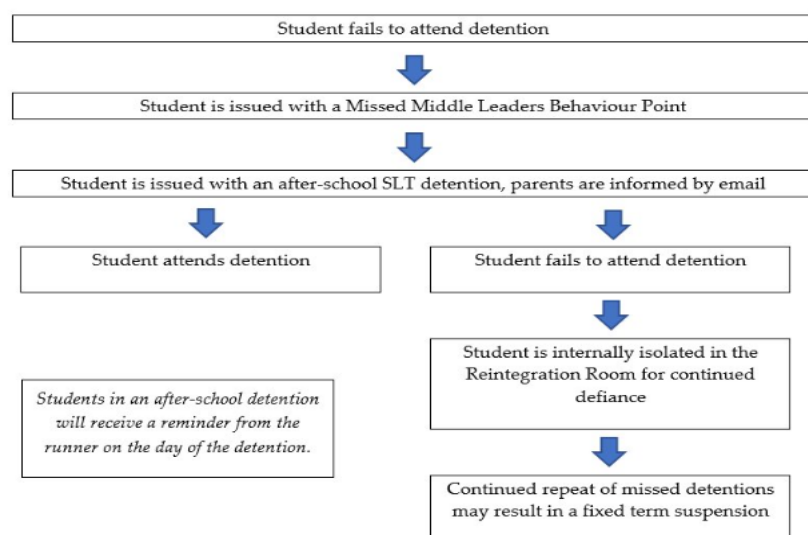 Student fails to attend detention
Student is issued with a Missed Middle Leaders Behaviour Point
Student is issued with an after-school SLT detention, parents are informed by email
Student attends detention
Student fails to attend detention
Student is internally isolated in the
Reintegration Room for continued
defiance
Students in an after-school detention
will receive a reminder from the
runner on the day of the detention.
Continued repeat of missed detentions
may result in a fixed term suspension